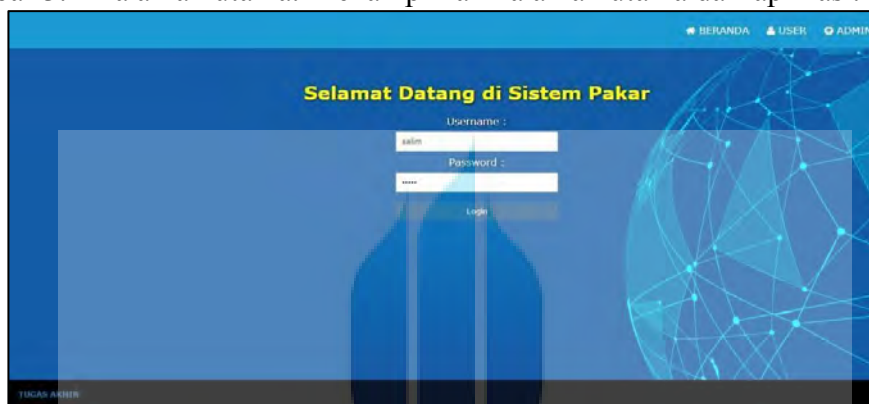 BERANDA USER ADMIN
Selamat Datang di Sistem Pakar
Username :
salim
Password :
•••••
Login
TUGAS AKHIR